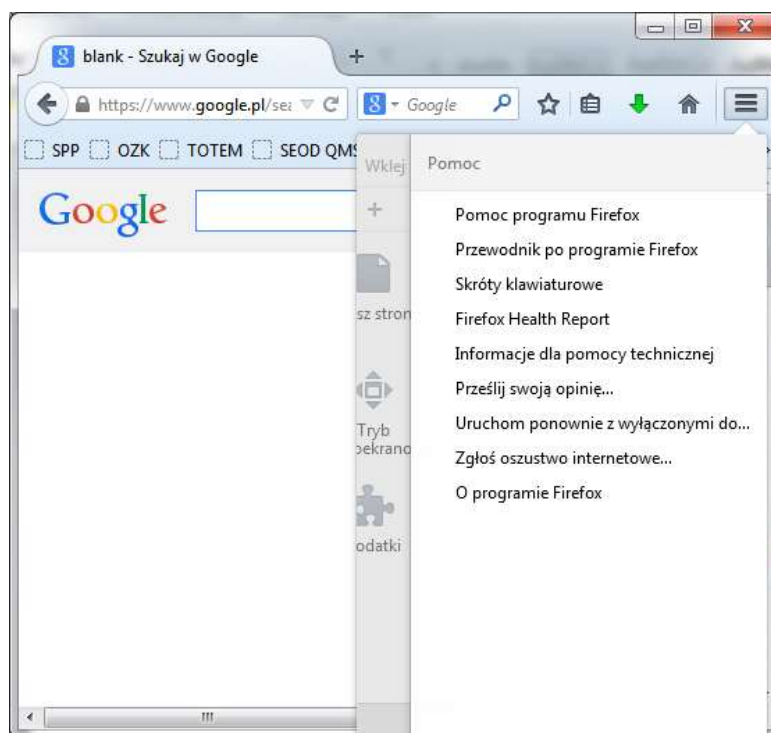 blank - Szukaj w Google
https://www.google.pl/sea
Google
SPP OZK TOTEM SEOD QMS
Wklej
Pomoc
Google
Pomoc programu Firefox
Przewodnik po programie Firefox
Skróty klawiaturowe
sz stron
Firefox Health Report
Informacje dla pomocy technicznej
Prześlij swoją opinię...
Tryb
Uruchom ponownie z wyłączonymi do...
ekrano
Zgłoś oszustwo internetowe...
O programie Firefox
odatki